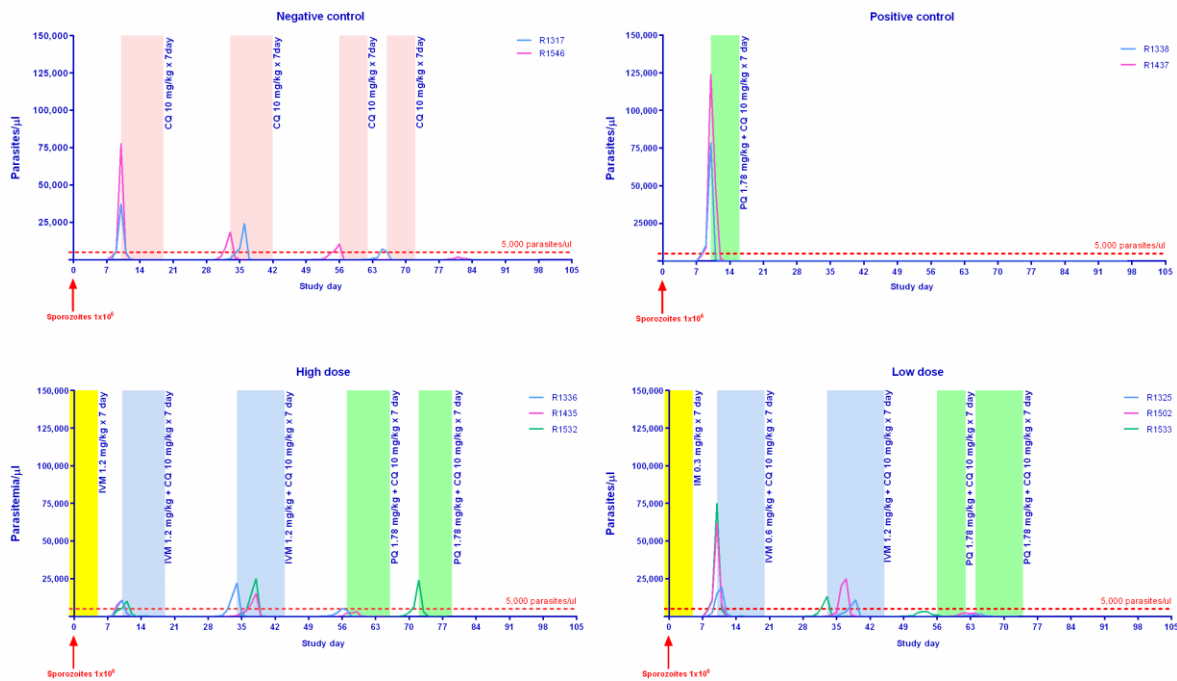 Negative control
150,000
125,000
100,000
75,000
50,000
25,000
0
Parasites/µl
R1317
R1546
CQ 10 mg/kg x 7day
CQ 10 mg/kg x 7day
CQ 10 mg/kg x 7day
CQ 10 mg/kg x 7day
5,000 parasites/ul
0 7 14 21 28 35 42 49 56 63 70 77 84 91 98 105
Study day
Sporozoites 1x10⁶
Positive control
150,000
125,000
100,000
75,000
50,000
25000
0
Parasites/µl
R1338
R1437
PQ 1.78 mg/kg + CQ 10 mg/kg x 7 day
5,000 parasites/ul
0 7 14 21 28 35 42 49 56 63 70 77 84 91 98 105
Study day
Sporozoites 1x10⁶
High dose
150,000
125,000
100,000
75,000
50,000
25,000
0
Parasitemia/µl
R1336
R1435
R1532
IVM 1.2 mg/kg x 7 day
IVM 1.2 mg/kg + CQ 10 mg/kg x 7 day
IVM 1.2 mg/kg + CQ 10 mg/kg x 7 day
PQ 1.78 mg/kg + CQ 10 mg/kg x 7 day
PQ 1.78 mg/kg + CQ 10 mg/kg x 7 day
5,000 parasites/ul
0 7 14 21 28 35 42 49 56 63 70 77 84 91 98 105
Study day
Sporozoites 1x10⁶
Low dose
150,000
125,000
100,000
75,000
50,000
25,000
0
Parasites/µl
R1325
R1502
R1533
IM 0.3 mg/kg x 7 day
IVM 0.6 mg/kg + CQ 10 mg/kg x 7 day
IVM 1.2 mg/kg + CQ 10 mg/kg x 7 day
PQ 1.78 mg/kg + CQ 10 mg/kg x 7 day
PQ 1.78 mg/kg + CQ 10 mg/kg x 7 day
5,000 parasites/ul
0 7 14 21 28 35 42 49 56 63 70 77 84 91 98 105
Study day
Sporozoites 1x10⁶